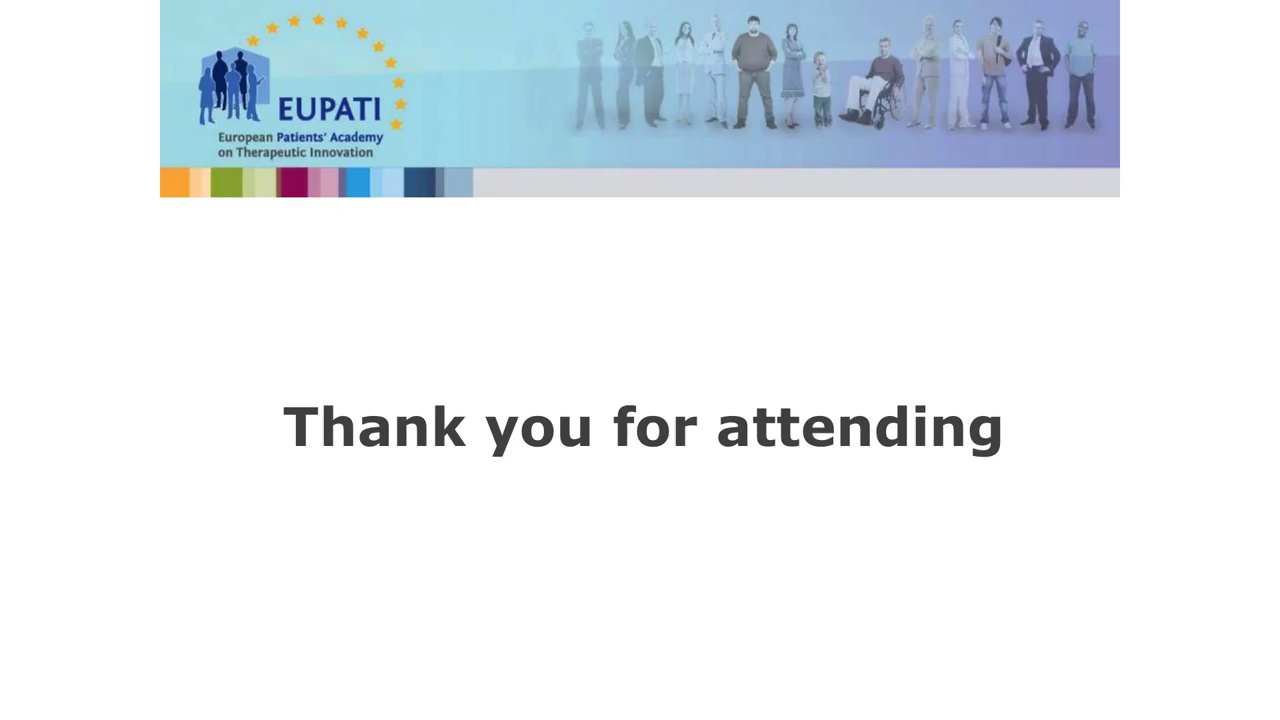 EUPATI
European Patients' Academy
on Therapeutic Innovation
Thank you for attending